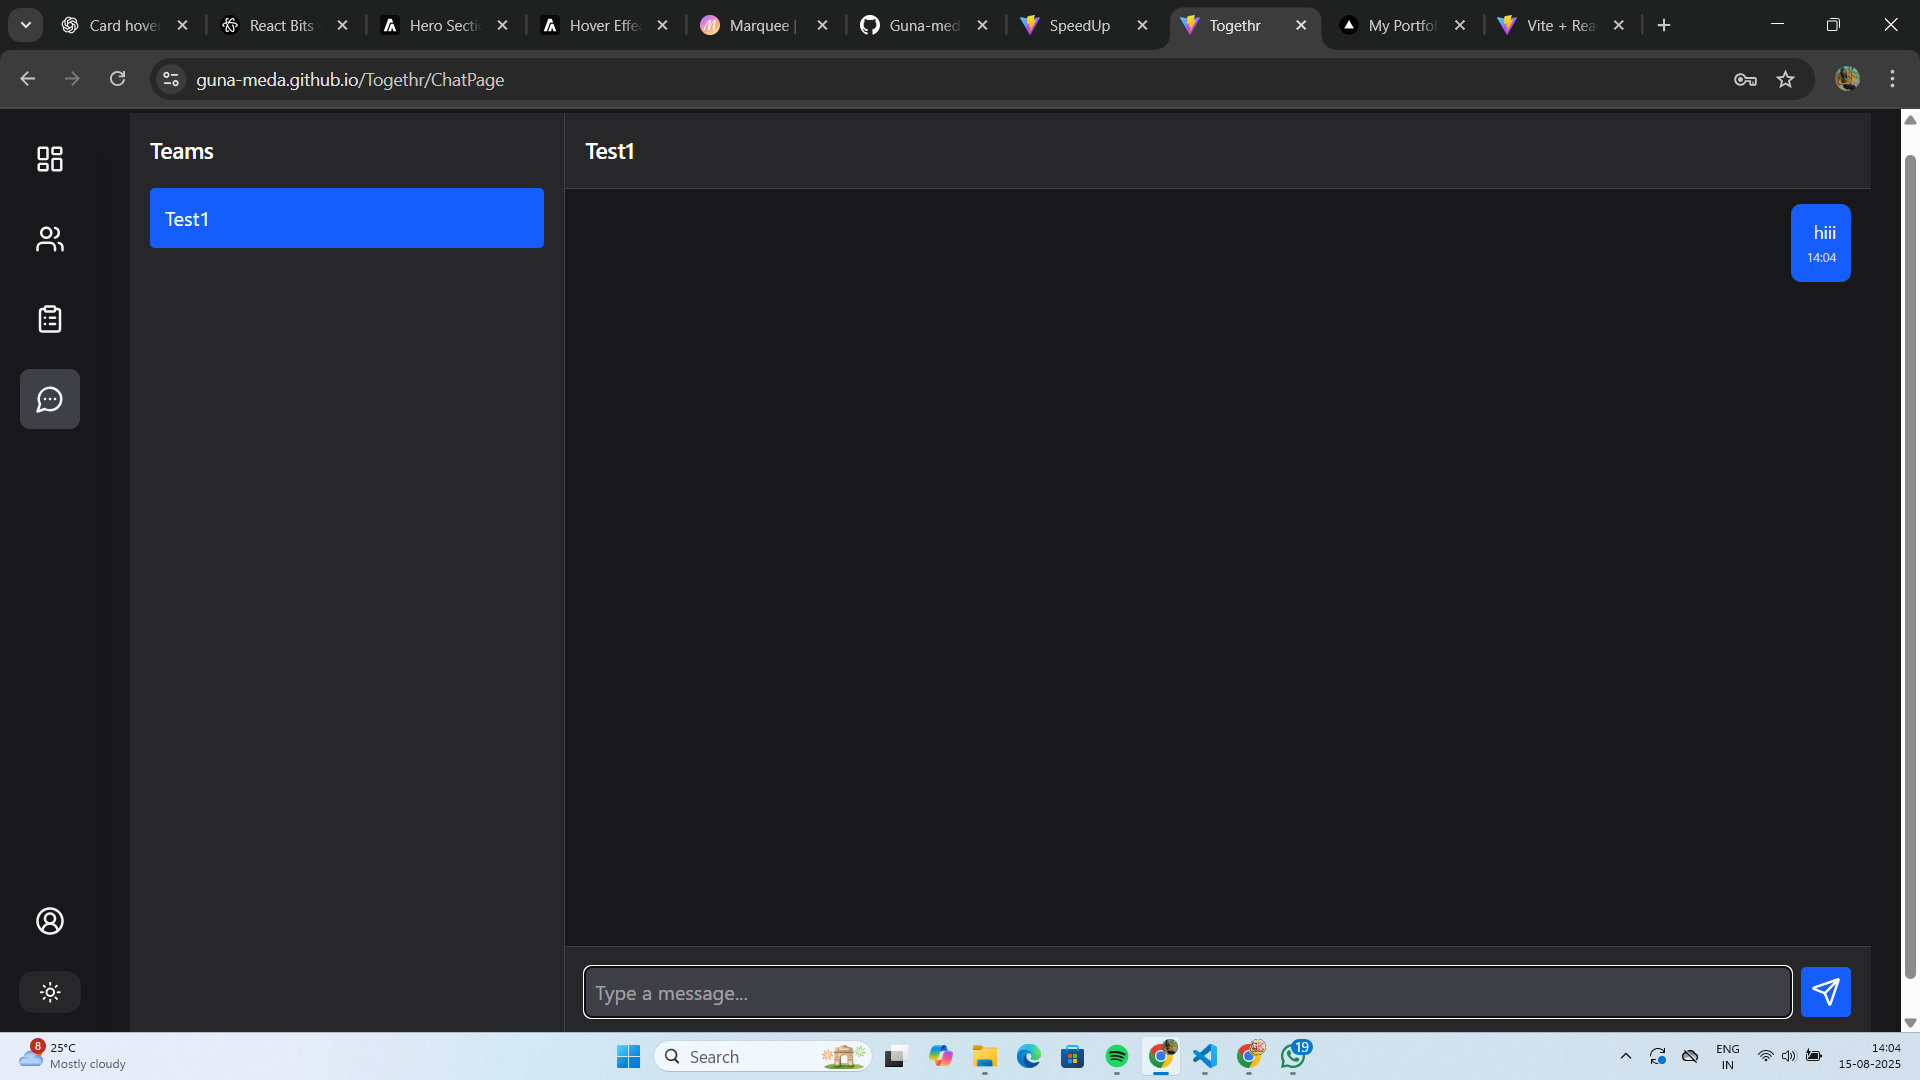 Card hover
React Bits
Hero Secti
Hover Effe
Marquee |
Guna-med
SpeedUp
Togethr
My Portfol
Vite + Rea
guna-meda.github.io/Togethr/ChatPage
Teams
Test1
Test1
hiii
14:04
Type a message...
8
25°C
Mostly cloudy
Search
19
ENG
IN
14:04
15-08-2025